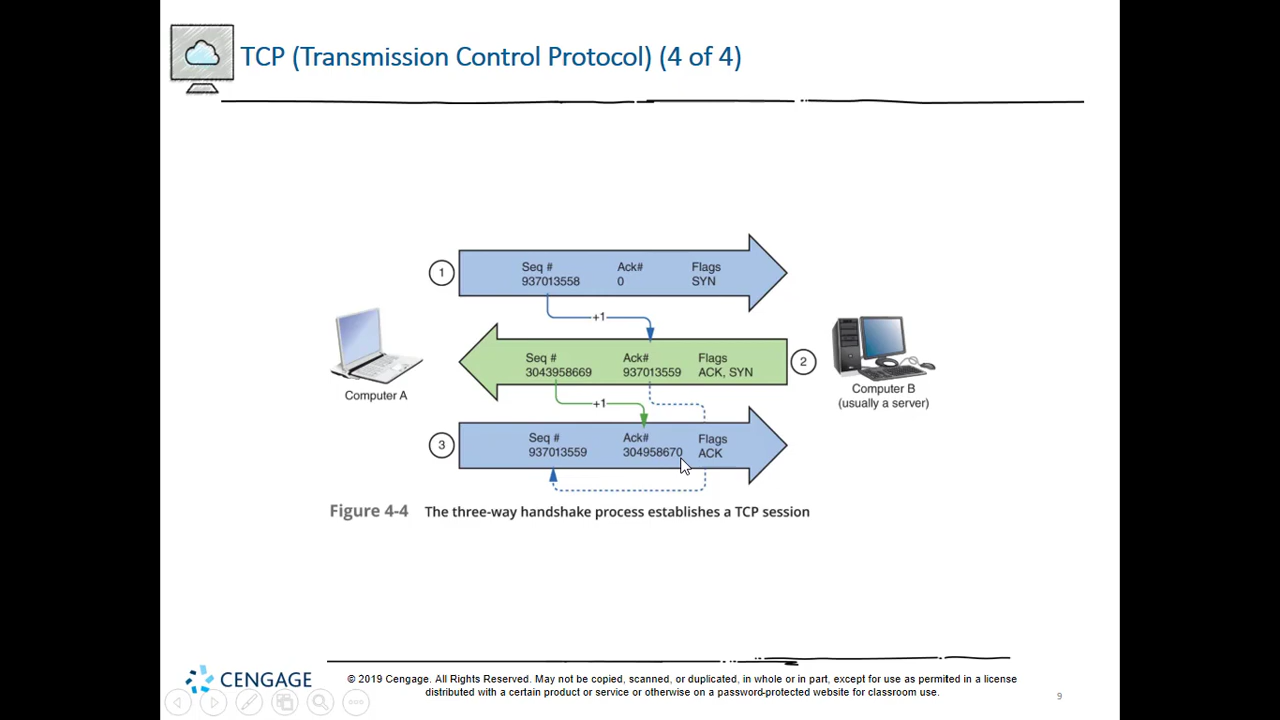 TCP (Transmission Control Protocol) (4 of 4)
1
Seq # Ack# Flags
937013558 0 SYN
+1
Seq # Ack# Flags
3043958669 937013559 ACK, SYN
2
Computer A
Computer B
(usually a server)
+1
3
Seq # Ack# Flags
937013559 304958670 ACK
Figure 4-4 The three-way handshake process establishes a TCP session
CENGAGE
© 2019 Cengage. All Rights Reserved. May not be copied, scanned, or duplicated, in whole or in part, except for use as permitted in a license
distributed with a certain product or service or otherwise on a password-protected website for classroom use.
9